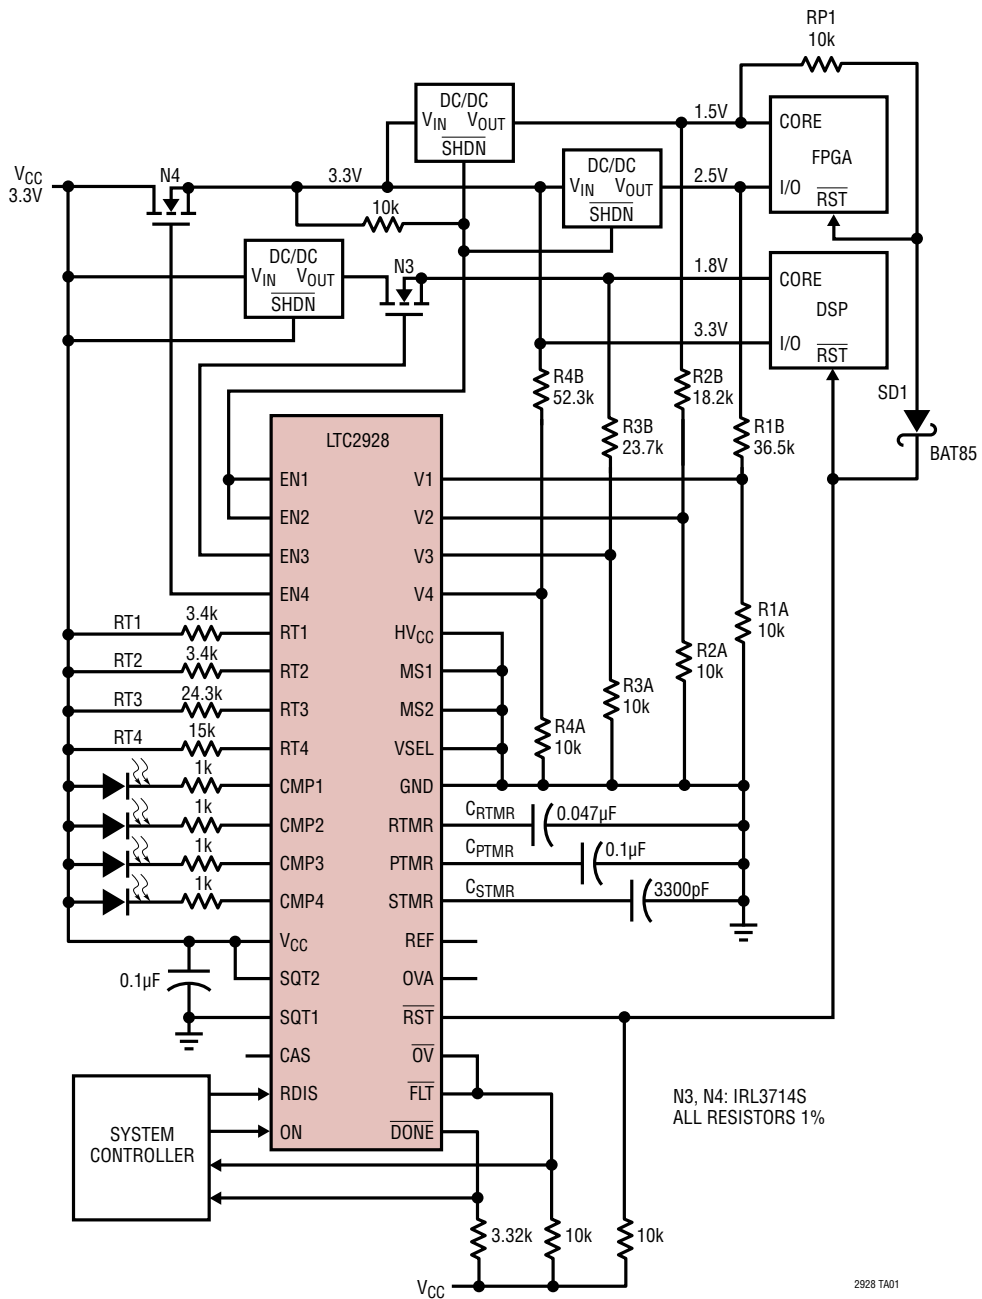 RP1
10k
DC/DC
VIN VOUT
SHDN
1.5V
CORE
FPGA
I/O
RST
VCC
3.3V
N4
3.3V
10k
DC/DC
VIN VOUT
SHDN
2.5V
DC/DC
VIN VOUT
SHDN
N3
1.8V
CORE
DSP
3.3V
I/O
RST
R4B
52.3k
R2B
18.2k
SD1
BAT85
R3B
23.7k
R1B
36.5k
LTC2928
EN1
V1
EN2
V2
EN3
V3
EN4
V4
RT1
3.4k
RT1
HVCC
R1A
10k
RT2
3.4k
RT2
MS1
R2A
10k
RT3
24.3k
RT3
MS2
R3A
10k
RT4
15k
RT4
VSEL
R4A
10k
1k
CMP1
GND
1k
CMP2
RTMR
CRTMR
0.047µF
1k
CMP3
PTMR
CPTMR
0.1µF
1k
CMP4
STMR
CSTMR
3300pF
VCC
REF
0.1µF
SQT2
OVA
SQT1
RST
CAS
OV
RDIS
FLT
ON
DONE
SYSTEM
CONTROLLER
N3, N4: IRL3714S
ALL RESISTORS 1%
3.32k
10k
10k
VCC
2928 TA01